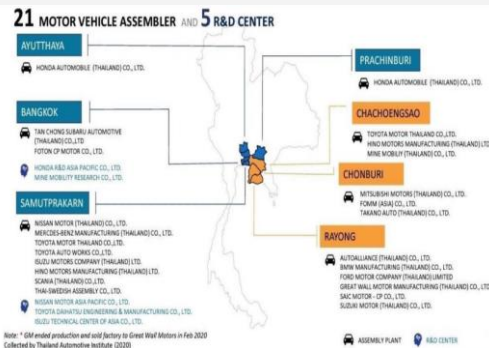 21 MOTOR VEHICLE ASSEMBLER AND 5 R&D CENTER
AYUTTHAYA
HONDA AUTOMOBILE (THAILAND) CO., LTD.
BANGKOK
TAN CHONG SUBARU AUTOMOTIVE
(THAILAND) CO.,LTD
FOTON CP MOTOR CO., LTD.
HONDA R&D ASIA PACIFIC CO., LTD.
MINE MOBILITY RESEARCH CO., LTD.
SAMUTPRAKARN
NISSAN MOTOR (THAILAND) CO., LTD.
MERCDES-BENZ MANUFACTURING (THAILAND) CO., LTD.
TOYOTA MOTOR THAILAND CO.,LTD.
TOYOTA AUTO WORKS CO.,LTD.
ISUZU MOTORS COMPANY (THAILAND) LTD.
HINO MOTORS MANUFACTURING (THAILAND) LTD.
SCANIA (THAILAND) CO.,LTD.
THAI-SWEDISH ASSEMBLY CO., LTD.
NISSAN MOTOR ASIA PACIFIC CO., LTD.
TOYOTA DAIHATSU ENGINEERING & MANUFACTURING CO., LTD.
ISUZU TECHNICAL CENTER OF ASIA CO., LTD.
PRACHINBURI
HONDA AUTOMOBILE (THAILAND) CO., LTD.
CHACHOENGSAO
TOYOTA MOTOR THAILAND CO.,LTD.
HINO MOTORS MANUFACTURING (THAILAND) LTD.
MINE MOBILIY (THAILAND) CO., LTD.
CHONBURI
MITSUBISHI MOTORS (THAILAND) CO., LTD.
FOMM (ASIA) CO., LTD.
TAKANO AUTO (THAILAND) CO., LTD.
RAYONG
AUTOALLIANCE (THAILAND) CO., LTD.
BMW MANUFACTURING (THAILAND) CO., LTD.
FORD MOTOR COMPANY (THAILAND) LIMITED
GREAT WALL MOTOR MANUFACTURING (THAILAND) CO., LTD.
SAIC MOTOR - CP CO., LTD.
SUZUKI MOTOR (THAILAND) CO., LTD.
Note: * GM ended production and sold factory to Great Wall Motors in Feb 2020
Collected by Thailand Automotive Institute (2020)
ASSEMBLY PLANT
R&D CENTER